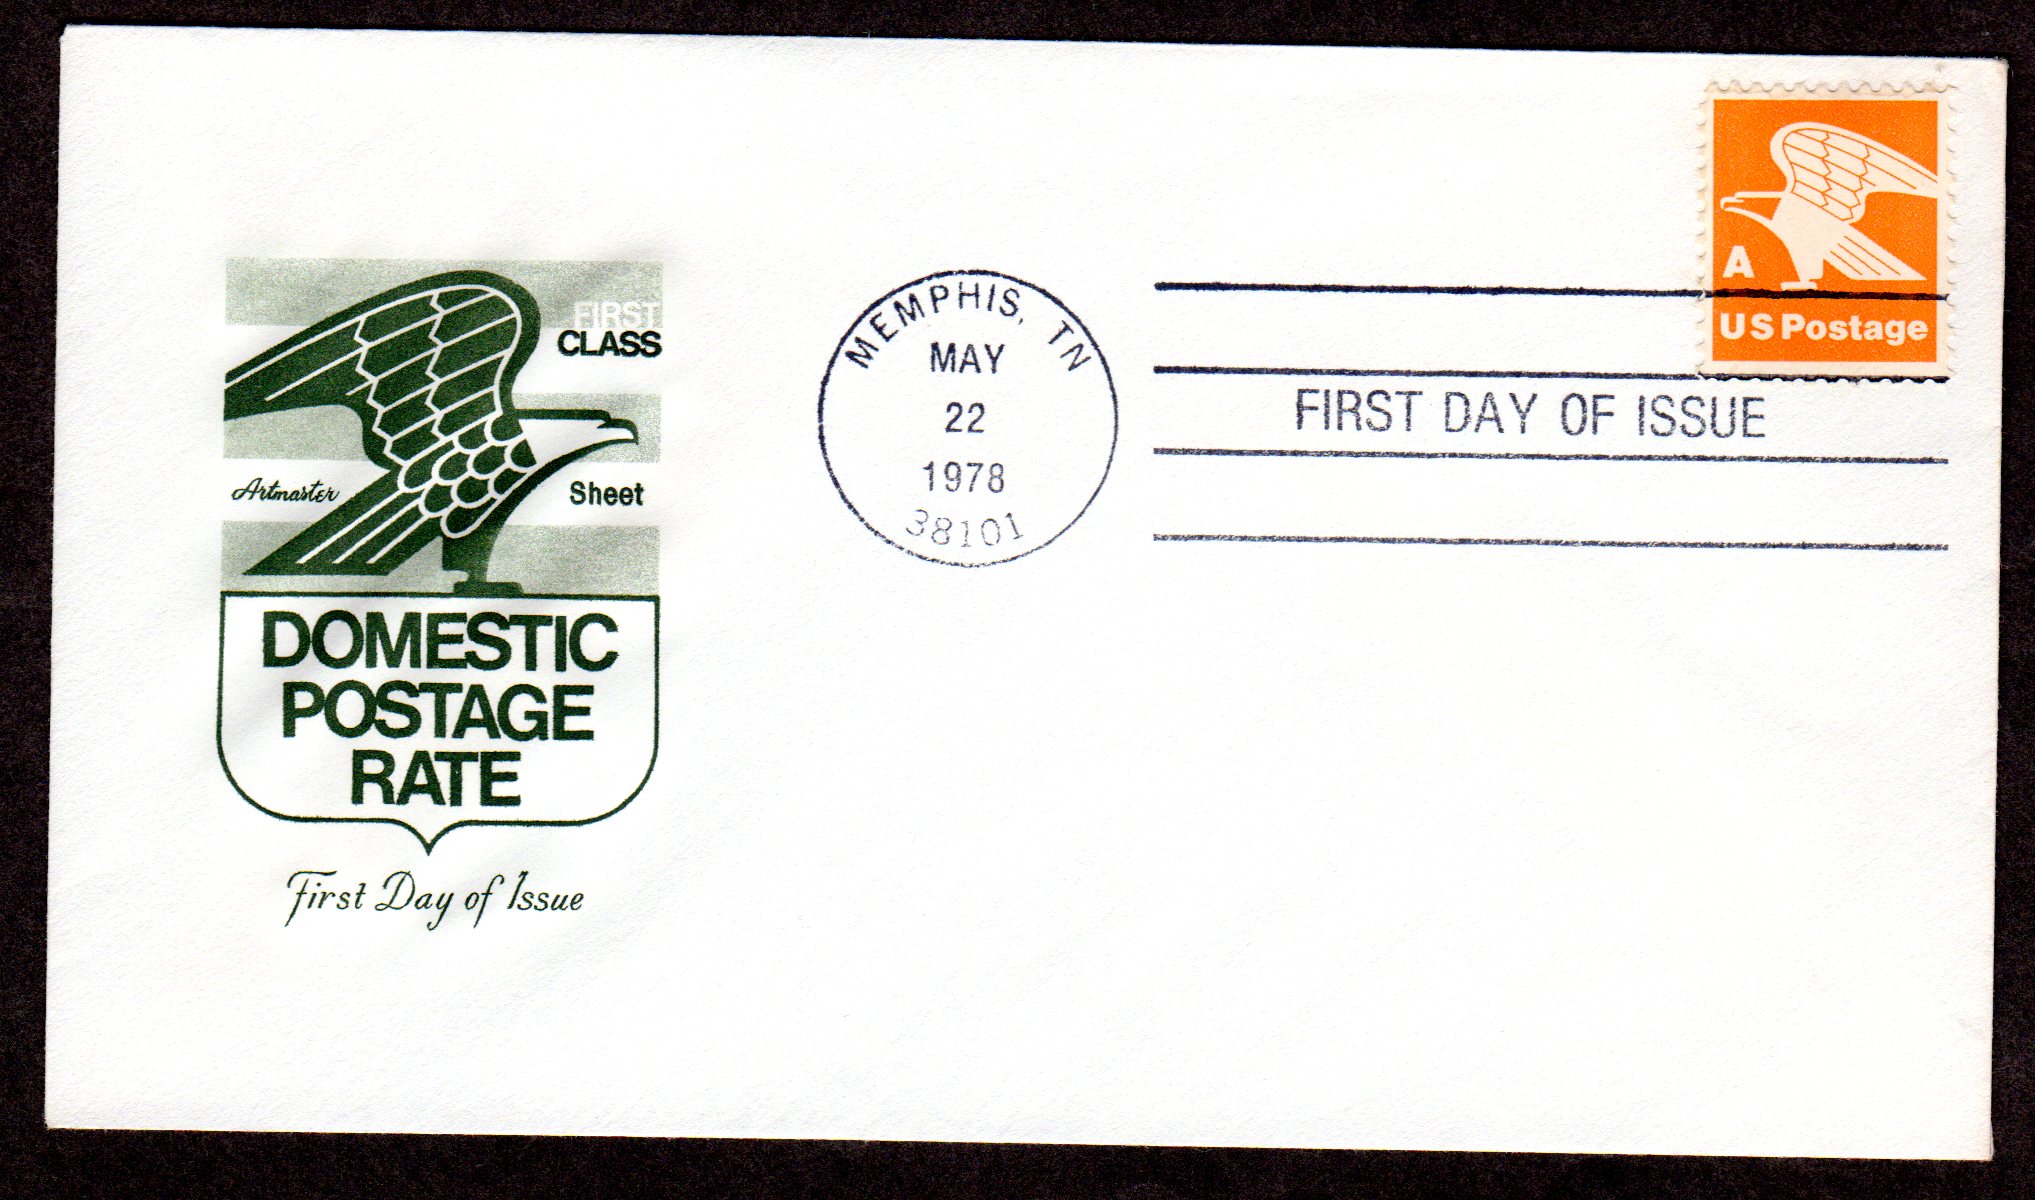 FIRST
CLASS
Artmaster
Sheet
DOMESTIC
POSTAGE
RATE
First Day of Issue
MEMPHIS, TN
MAY
22
1978
38101
FIRST DAY OF ISSUE
A
US Postage